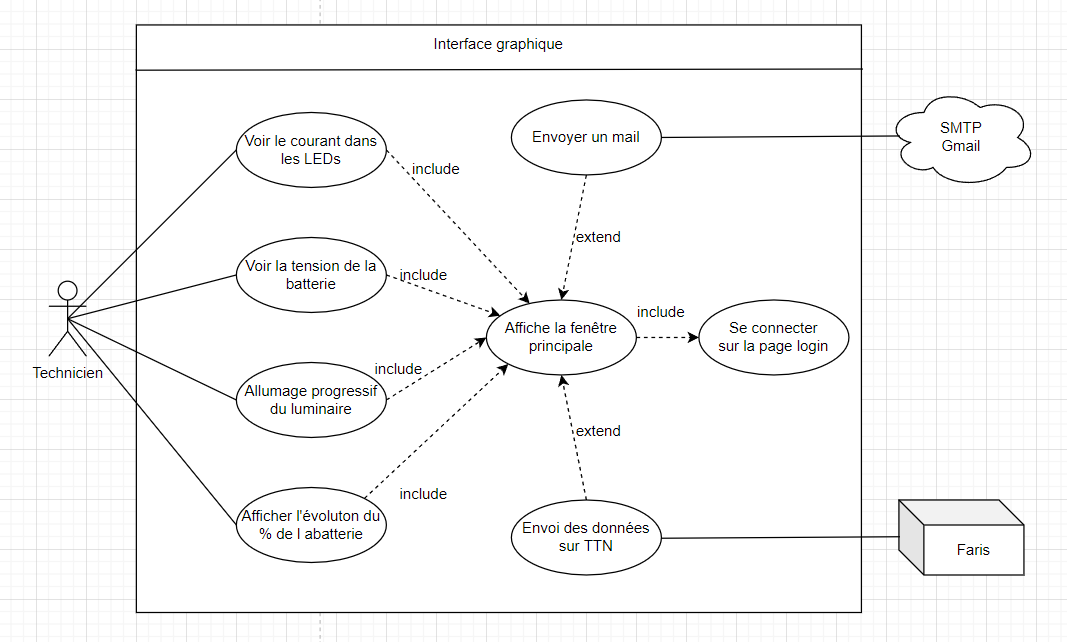 Interface graphique
Voir le courant dans
les LEDs
include
Envoyer un mail
SMTP
Gmail
extend
Voir la tension de la
batterie
include
Technicien
Affiche la fenêtre
principale
include
Se connecter
sur la page login
Allumage progressif
du luminaire
include
extend
Afficher l'évoluton du
% de l abatterie
include
Envoi des données
sur TTN
Faris